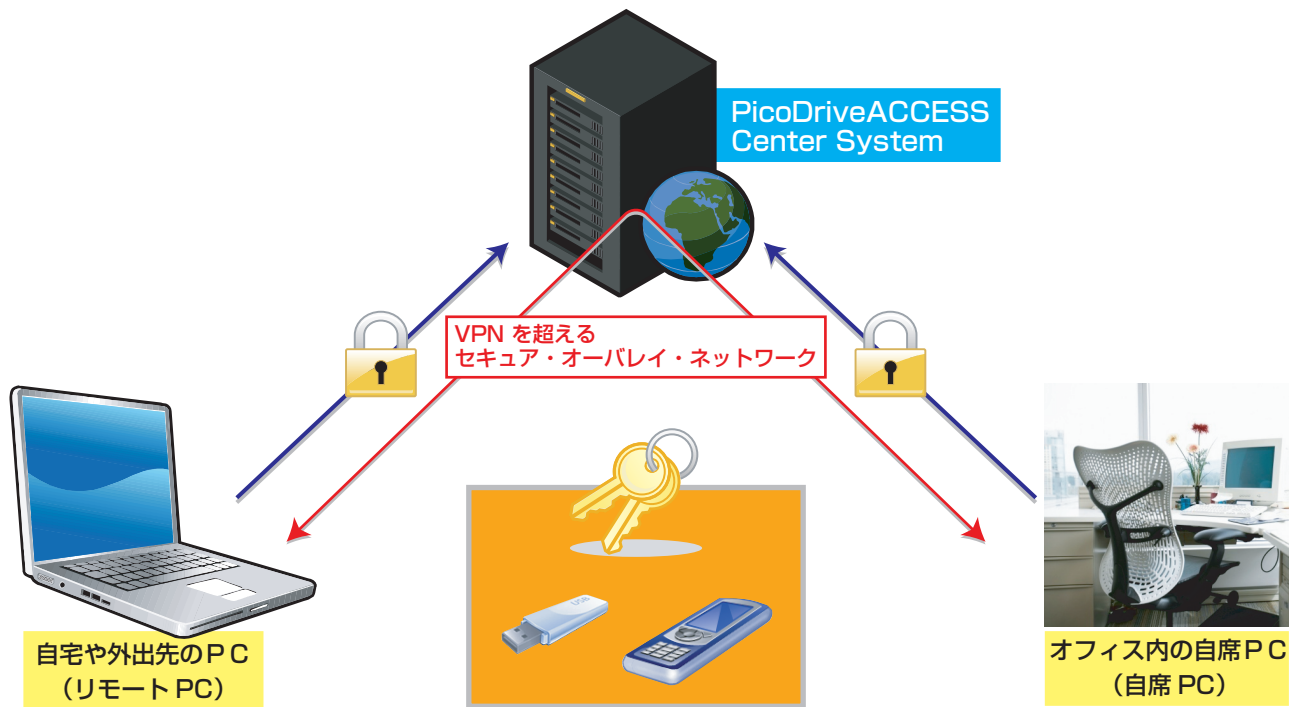 PicoDriveACCESS
Center System
VPN を超える
セキュア・オーバレイ・ネットワーク
USB
自宅や外出先のＰＣ
（リモート PC）
オフィス内の自席ＰＣ
（自席 PC）